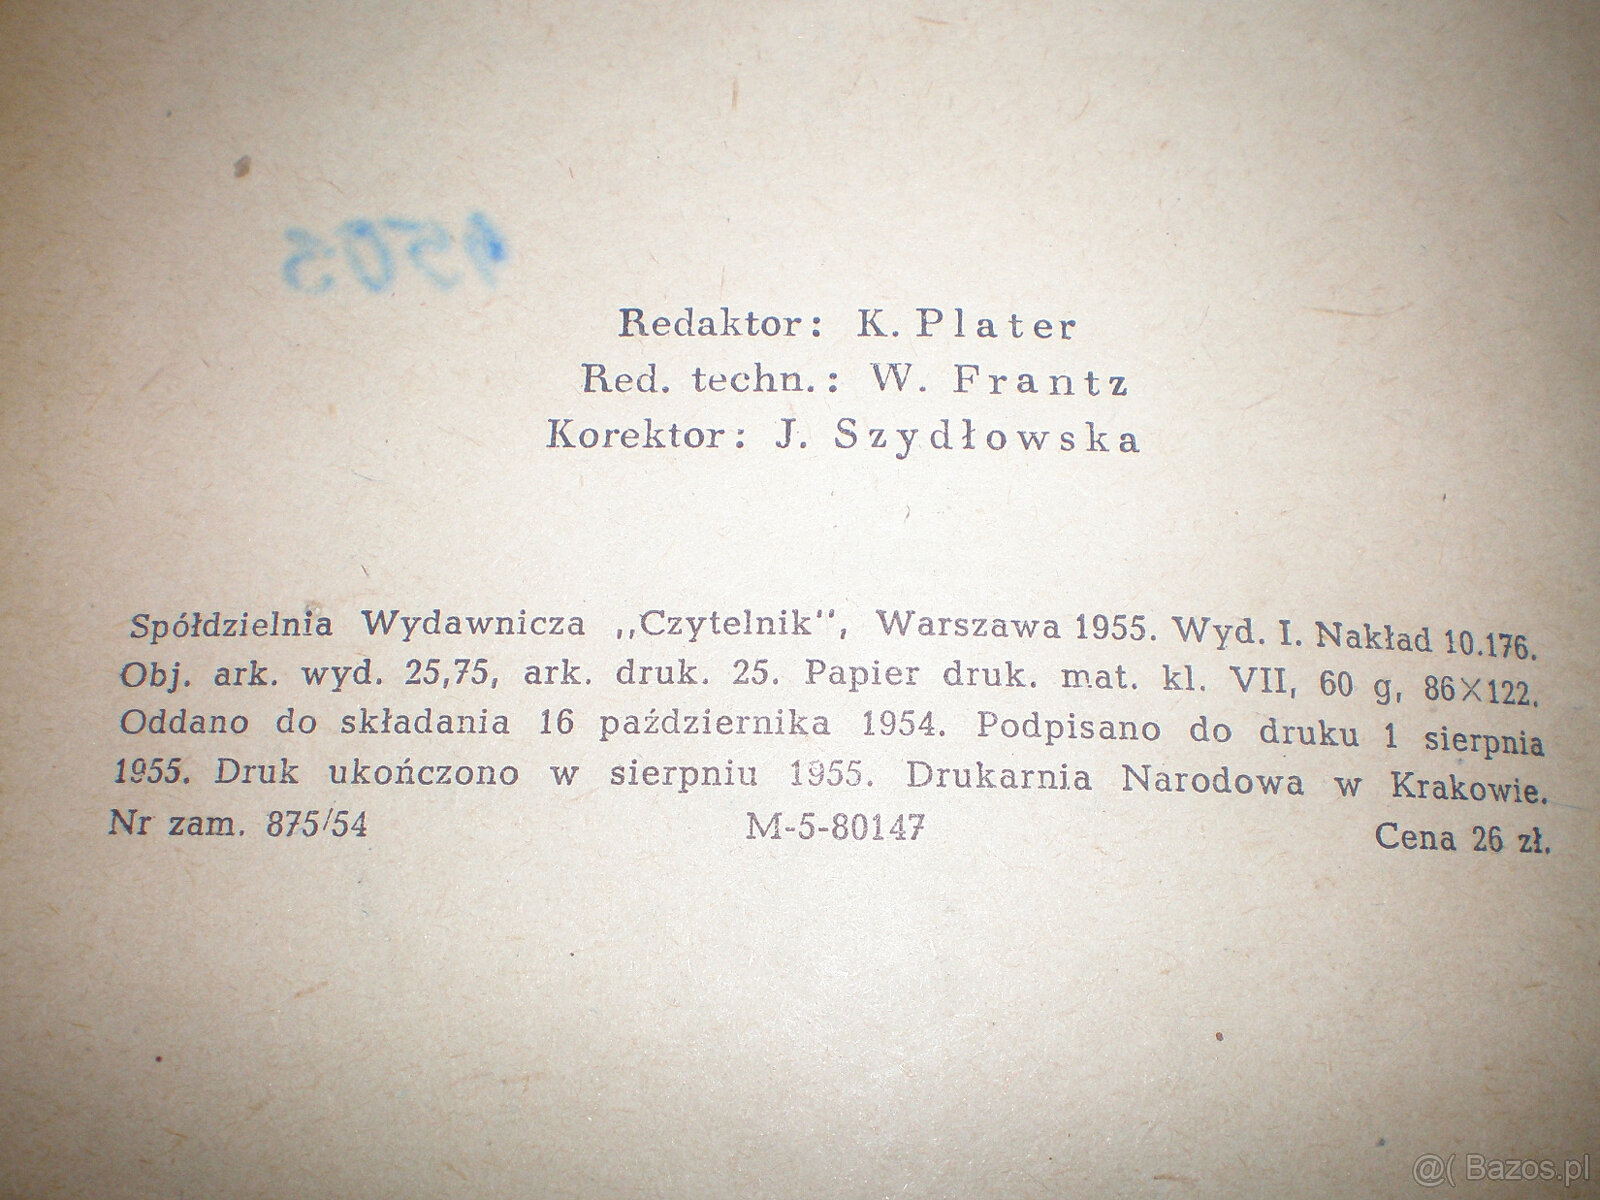 Redaktor: K. Plater
Red. techn.: W. Frantz
Korektor: J. Szydłowska
Spółdzielnia Wydawnicza ,,Czytelnik", Warszawa 1955. Wyd. I. Nakład 10.176.
Obj. ark. wyd. 25,75, ark. druk. 25. Papier druk. mat. kl. VII, 60 g, 86×122.
Oddano do składania 16 października 1954. Podpisano do druku 1 sierpnia
1955. Druk ukończono w sierpniu 1955. Drukarnia Narodowa w Krakowie.
Nr zam. 875/54 M-5-80147 Cena 26 zł.
@( Bazos.pl